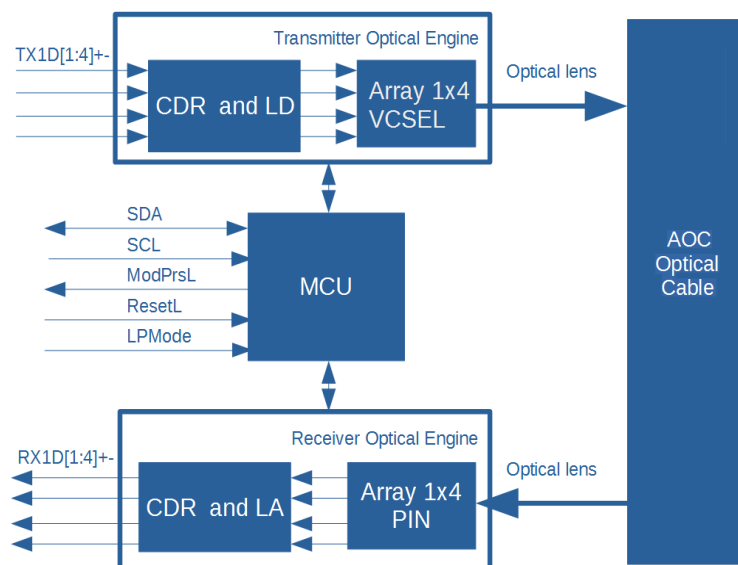 Transmitter Optical Engine
TX1D[1:4]+-
CDR and LD
Array 1x4
VCSEL
Optical lens
SDA
SCL
ModPrsL
ResetL
LPMode
MCU
AOC
Optical
Cable
Receiver Optical Engine
RX1D[1:4]+-
CDR and LA
Array 1x4
PIN
Optical lens